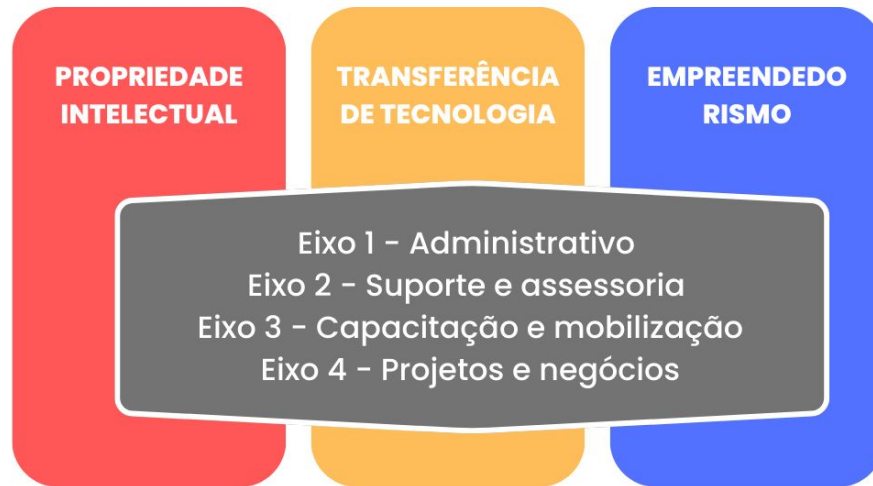 PROPRIEDADE
INTELECTUAL
TRANSFERÊNCIA
DE TECNOLOGIA
EMPREENDEDO
RISMO
Eixo 1 - Administrativo
Eixo 2 - Suporte e assessoria
Eixo 3 - Capacitação e mobilização
Eixo 4 - Projetos e negócios